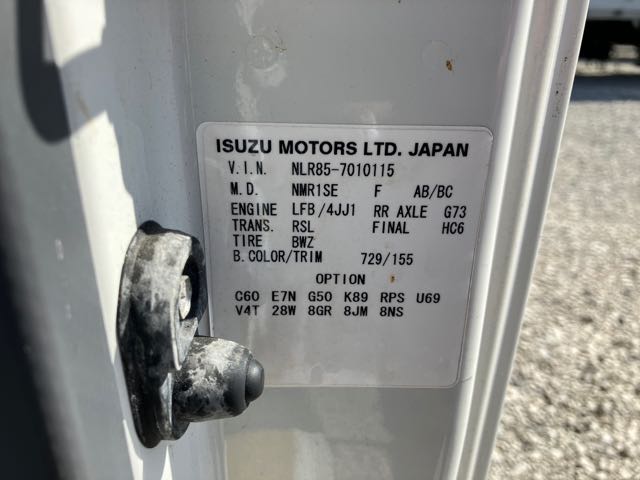 ISUZU MOTORS LTD. JAPAN
V.I.N. NLR85-7010115
M.D. NMR1SE F AB/BC
ENGINE LFB/4JJ1 RR AXLE G73
TRANS. RSL FINAL HC6
TIRE BWZ
B.COLOR/TRIM 729/155
OPTION
C60 E7N G50 K89 RPS U69
V4T 28W 8GR 8JM 8NS